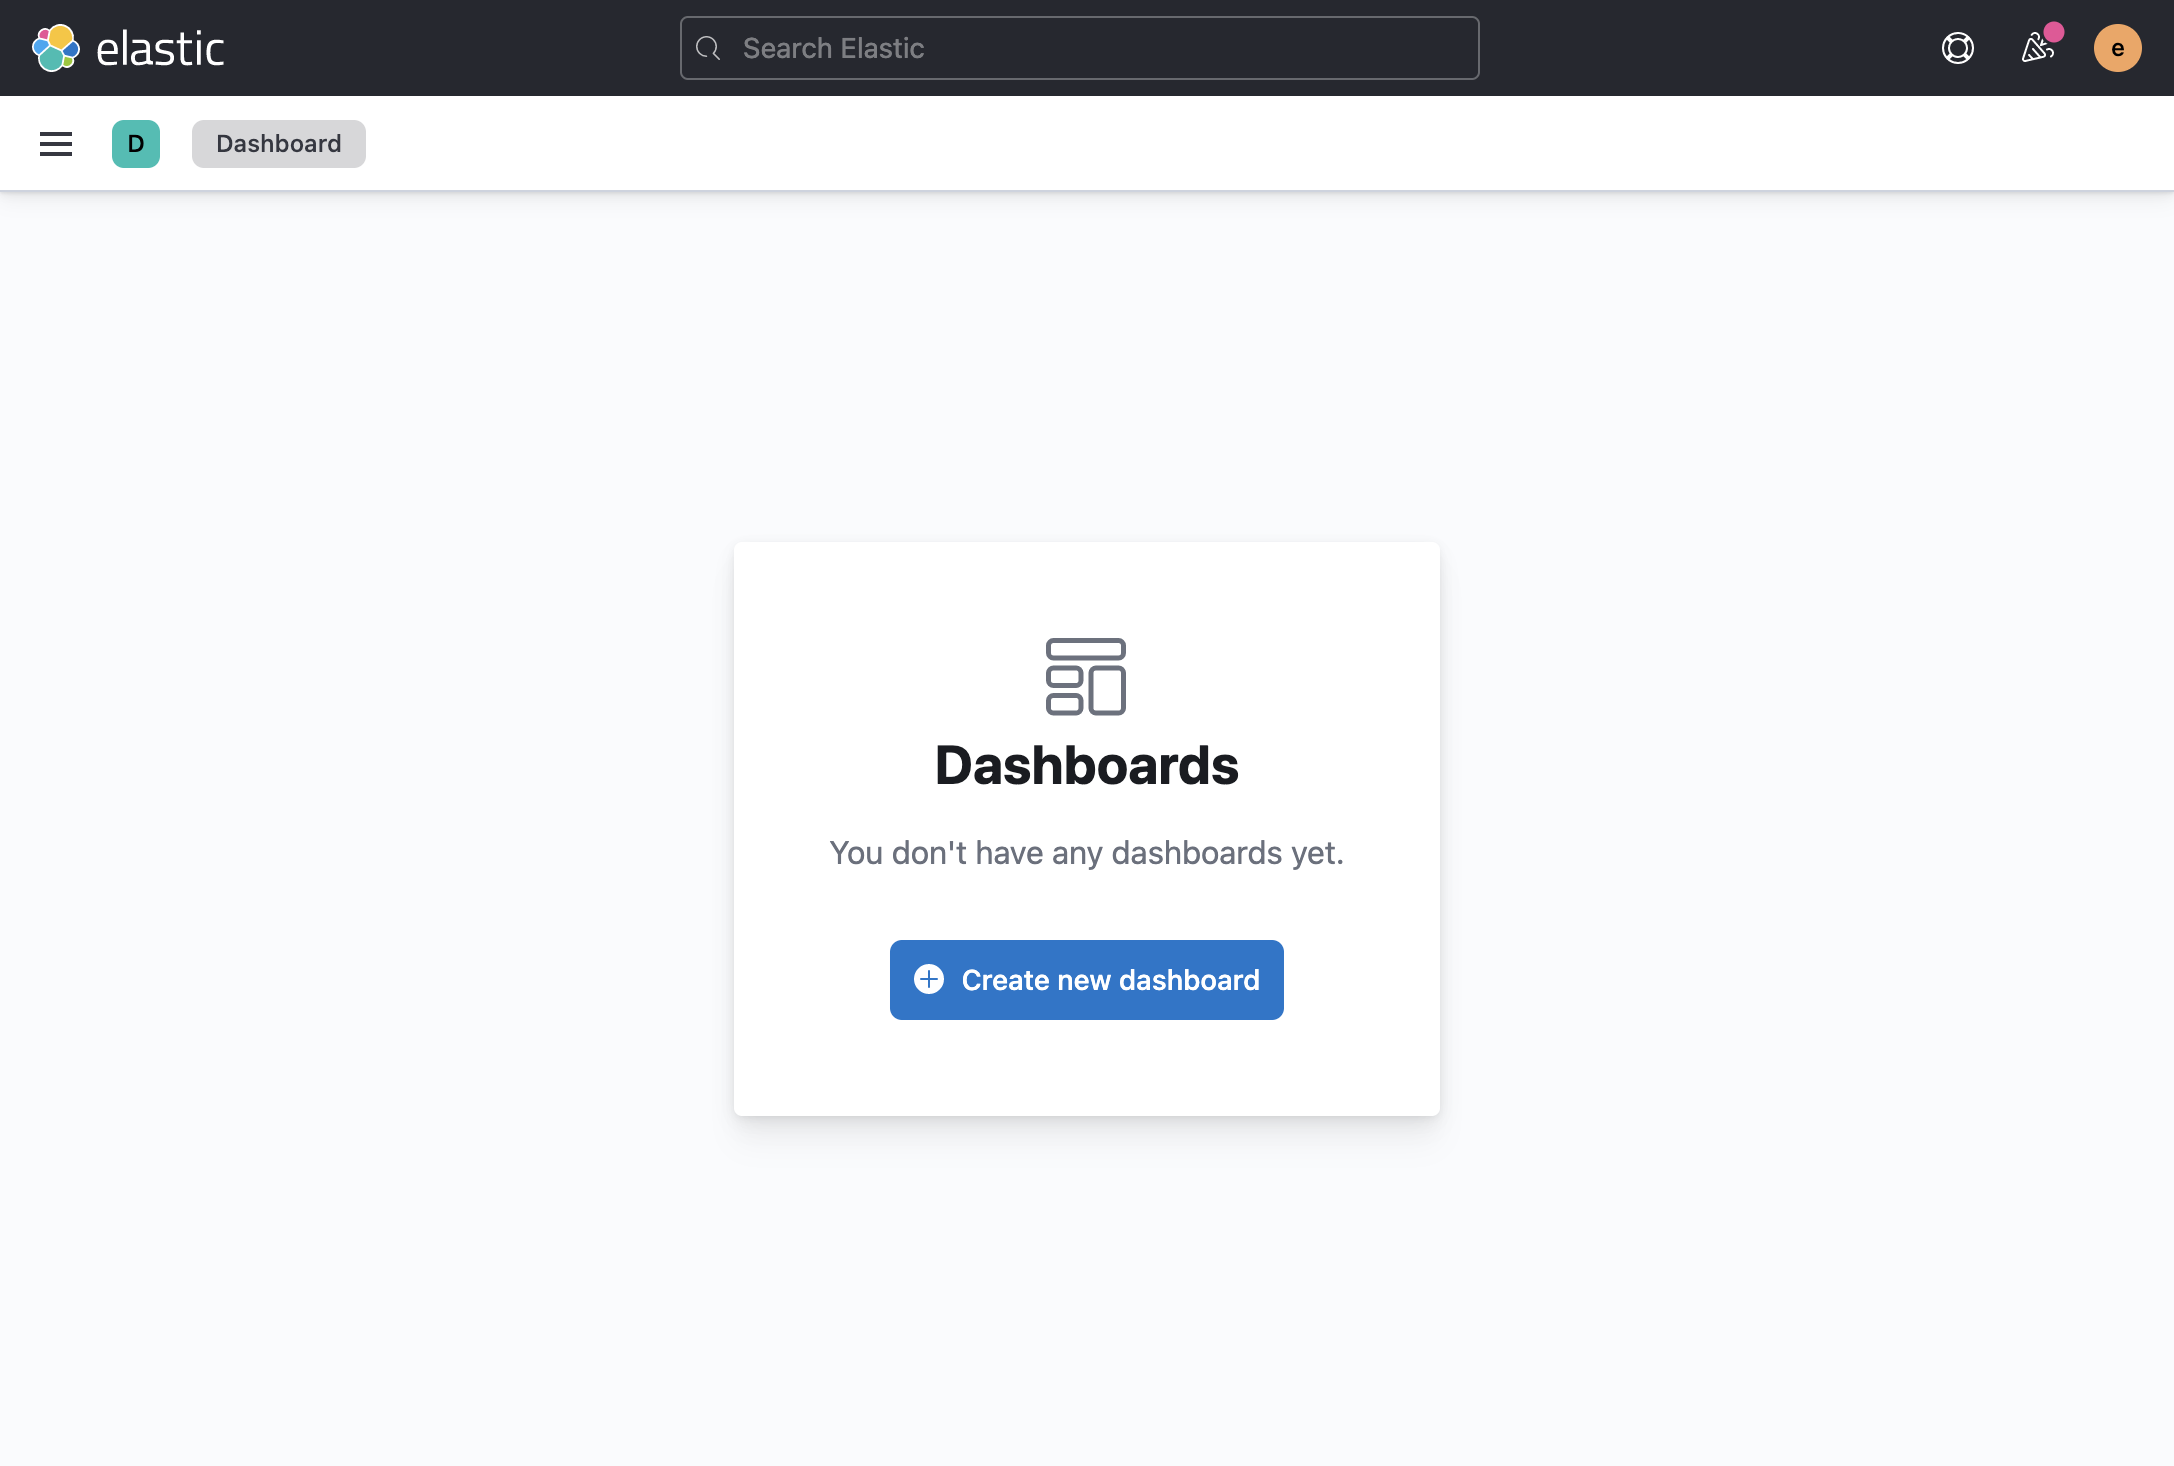 elastic
Search Elastic
e
D
Dashboard
Dashboards
You don't have any dashboards yet.
Create new dashboard